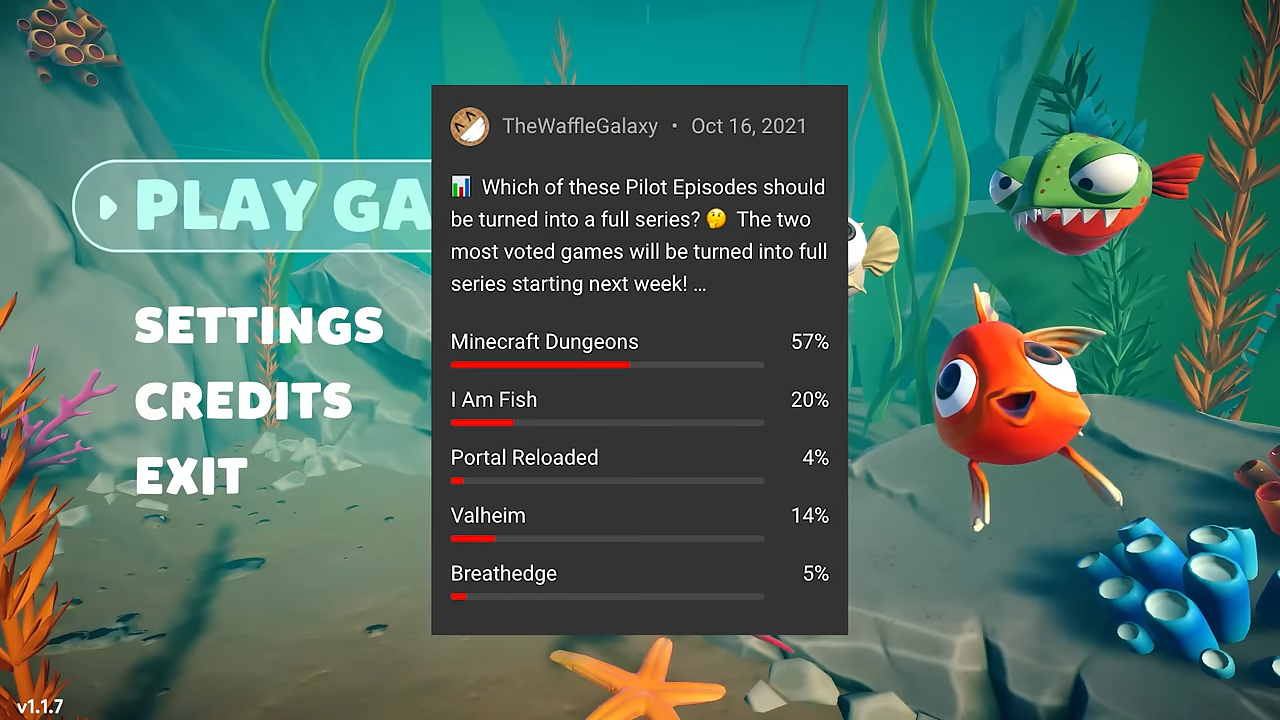 TheWaffleGalaxy • Oct 16, 2021
📊 Which of these Pilot Episodes should
be turned into a full series? 🤔 The two
most voted games will be turned into full
series starting next week! ...
Minecraft Dungeons 57%
I Am Fish 20%
Portal Reloaded 4%
Valheim 14%
Breathedge 5%
PLAY GA
SETTINGS
CREDITS
EXIT
v1.1.7